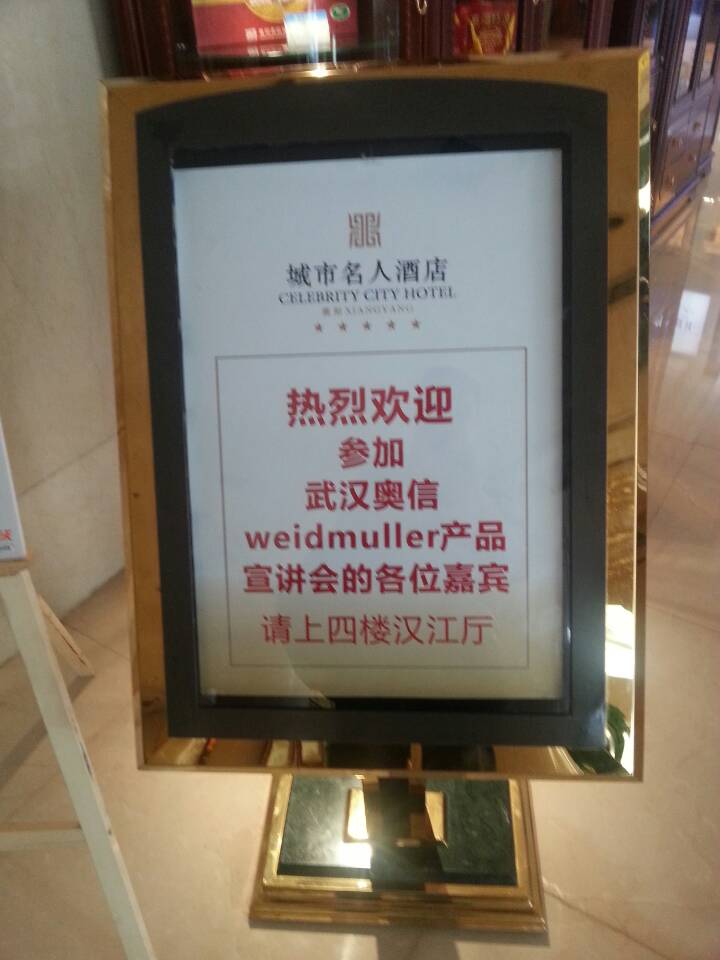 城市名人酒店
CELEBRITY CITY HOTEL
XIANGYANG
热烈欢迎
参加
武汉奥信
weidmuller产品
宣讲会的各位嘉宾
请上四楼汉江厅